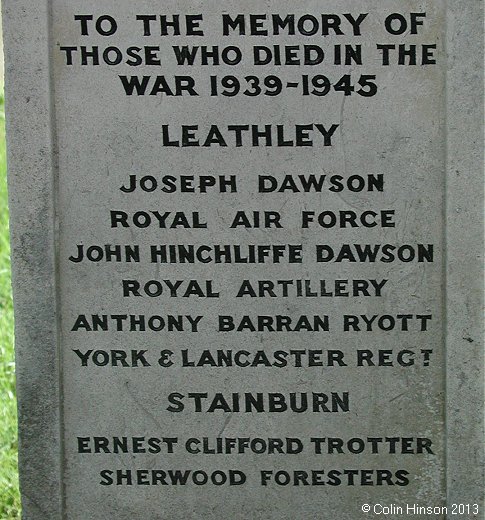 TO THE MEMORY OF
THOSE WHO DIED IN THE
WAR 1939-1945
LEATHLEY
JOSEPH DAWSON
ROYAL AIR FORCE
JOHN HINCHLIFFE DAWSON
ROYAL ARTILLERY
ANTHONY BARRAN RYOTT
YORK & LANCASTER REGT
STAINBURN
ERNEST CLIFFORD TROTTER
SHERWOOD FORESTERS
©Colin Hinson 2013